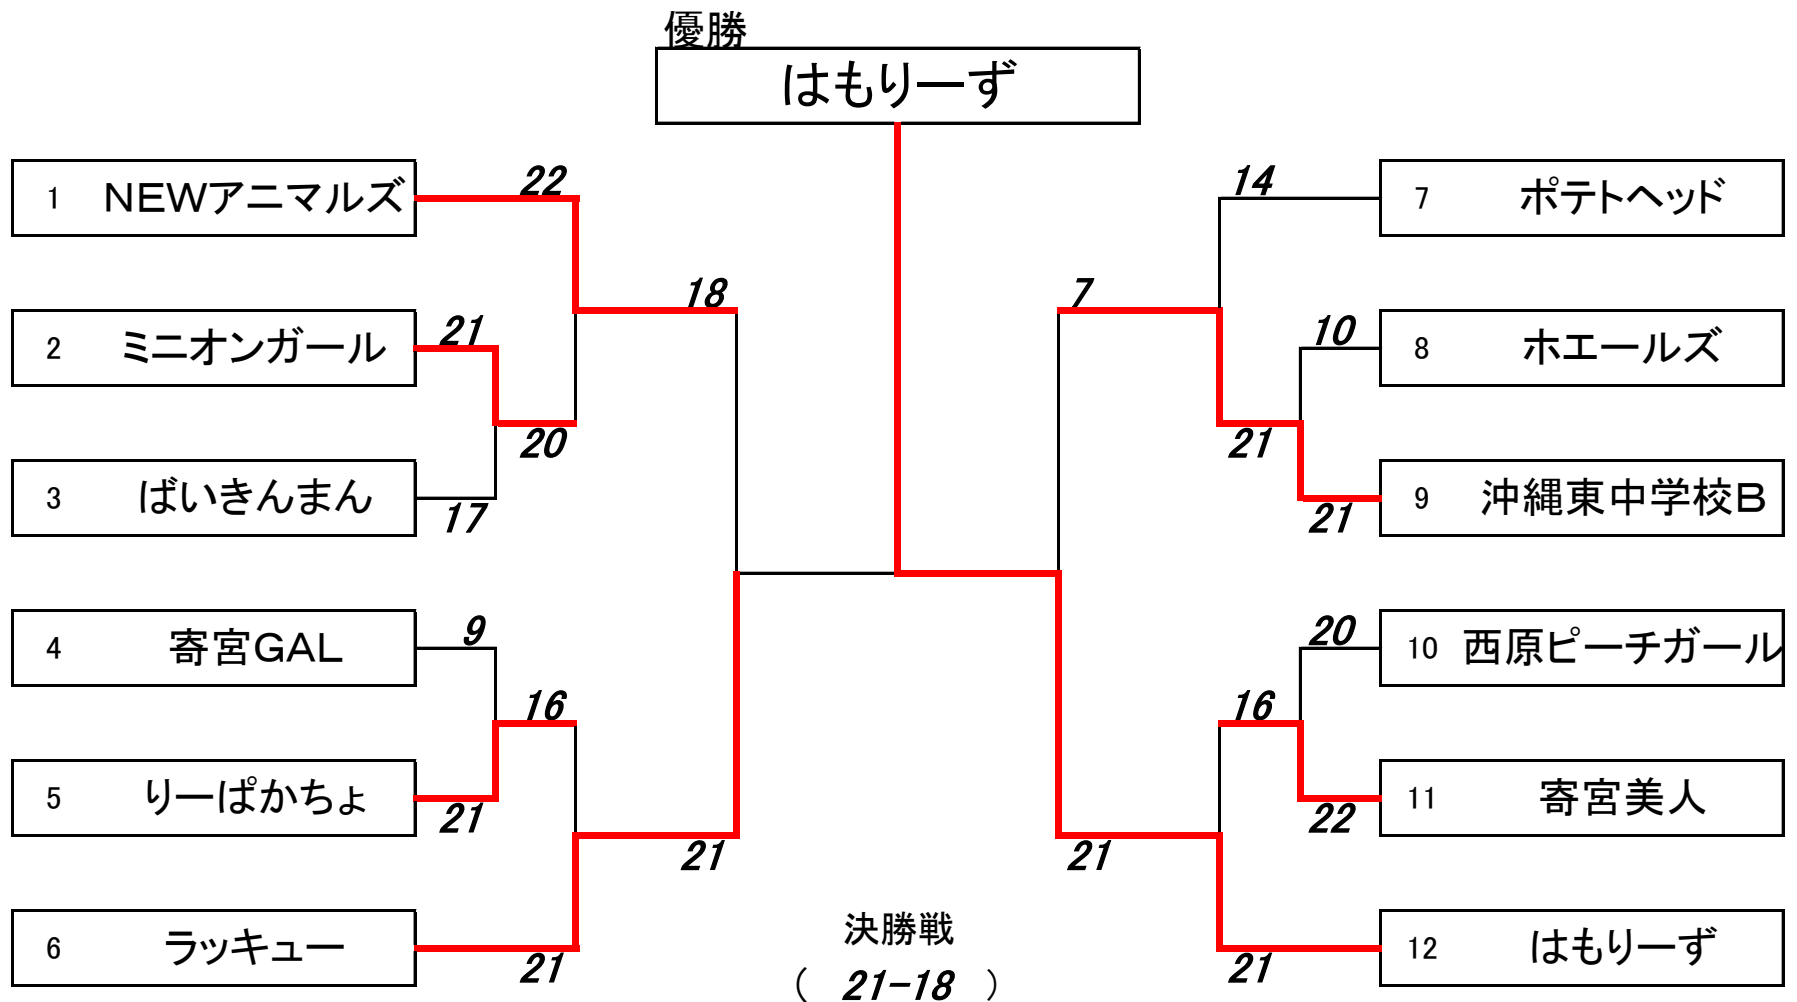 優勝
はもりーず
1 NEWアニマルズ 22 14 7 ポテトヘッド
18 7
2 ミニオンガール 21 10 8 ホエールズ
20 21
3 ばいきんまん 17 21 9 沖縄東中学校B
4 寄宮GAL 9 20 10 西原ピーチガール
16 16
5 りーぱかちょ 21 22 11 寄宮美人
21 21
6 ラッキュー 21 21 12 はもりーず
決勝戦
( 21-18 )